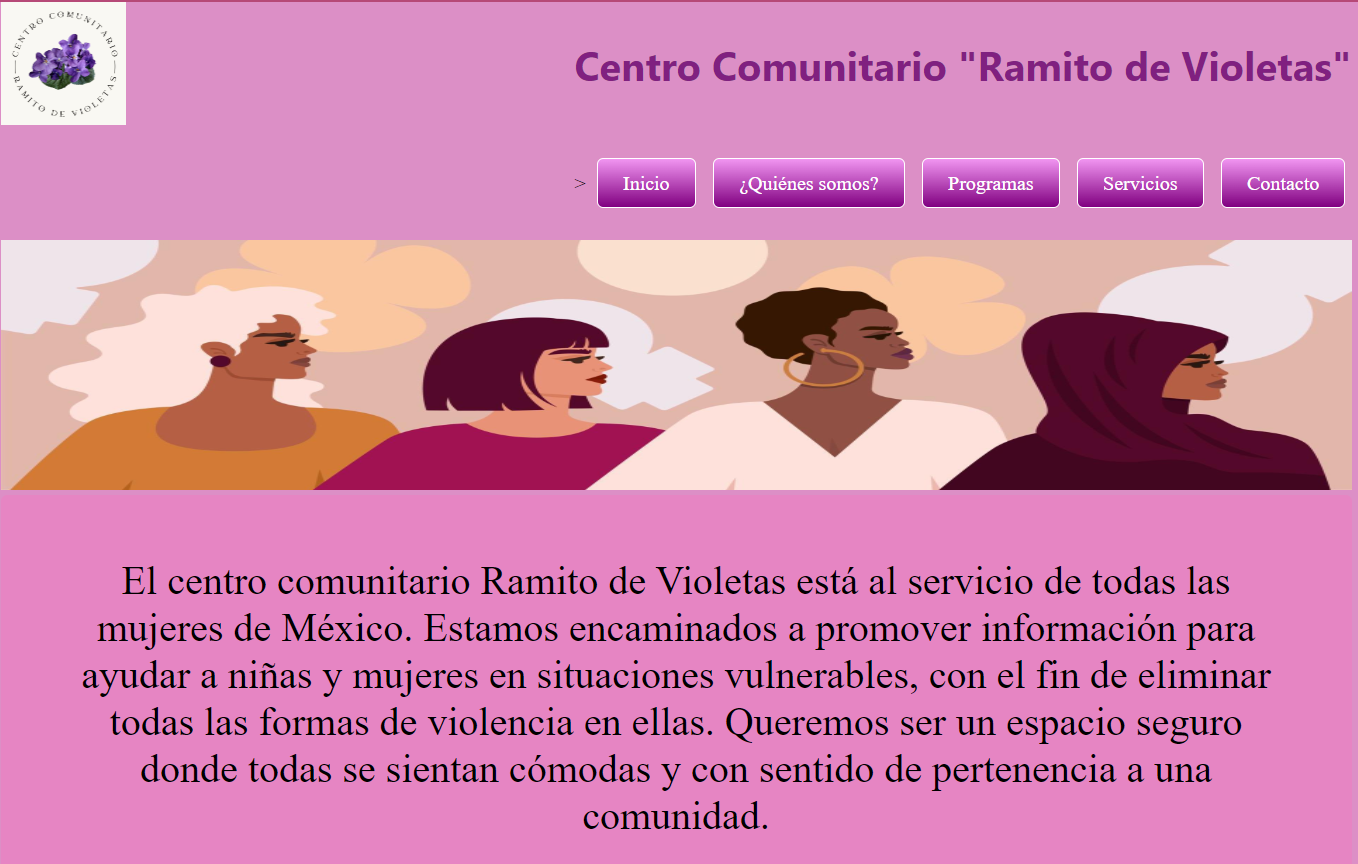 CENTRO COMUNITARIO
RAMITO DE VIOLETAS
Centro Comunitario "Ramito de Violetas"
> Inicio ¿Quiénes somos? Programas Servicios Contacto
El centro comunitario Ramito de Violetas está al servicio de todas las
mujeres de México. Estamos encaminados a promover información para
ayudar a niñas y mujeres en situaciones vulnerables, con el fin de eliminar
todas las formas de violencia en ellas. Queremos ser un espacio seguro
donde todas se sientan cómodas y con sentido de pertenencia a una
comunidad.